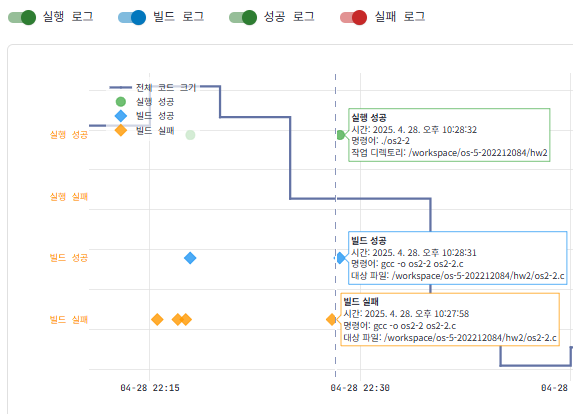 실행 로그 빌드 로그 성공 로그 실패 로그
전체 코드 크기
실행 성공
빌드 성공
빌드 실패
실행 성공
실행 실패
빌드 성공
빌드 실패
실행 성공
시간: 2025. 4. 28. 오후 10:28:32
명령어: ./os2-2
작업 디렉토리: /workspace/os-5-202212084/hw2
빌드 성공
시간: 2025. 4. 28. 오후 10:28:31
명령어: gcc -o os2-2 os2-2.c
대상 파일: /workspace/os-5-202212084/hw2/os2-2.c
빌드 실패
시간: 2025. 4. 28. 오후 10:27:58
명령어: gcc -o os2-2 os2-2.c
대상 파일: /workspace/os-5-202212084/hw2/os2-2.c
04-28 22:15 04-28 22:30 04-28